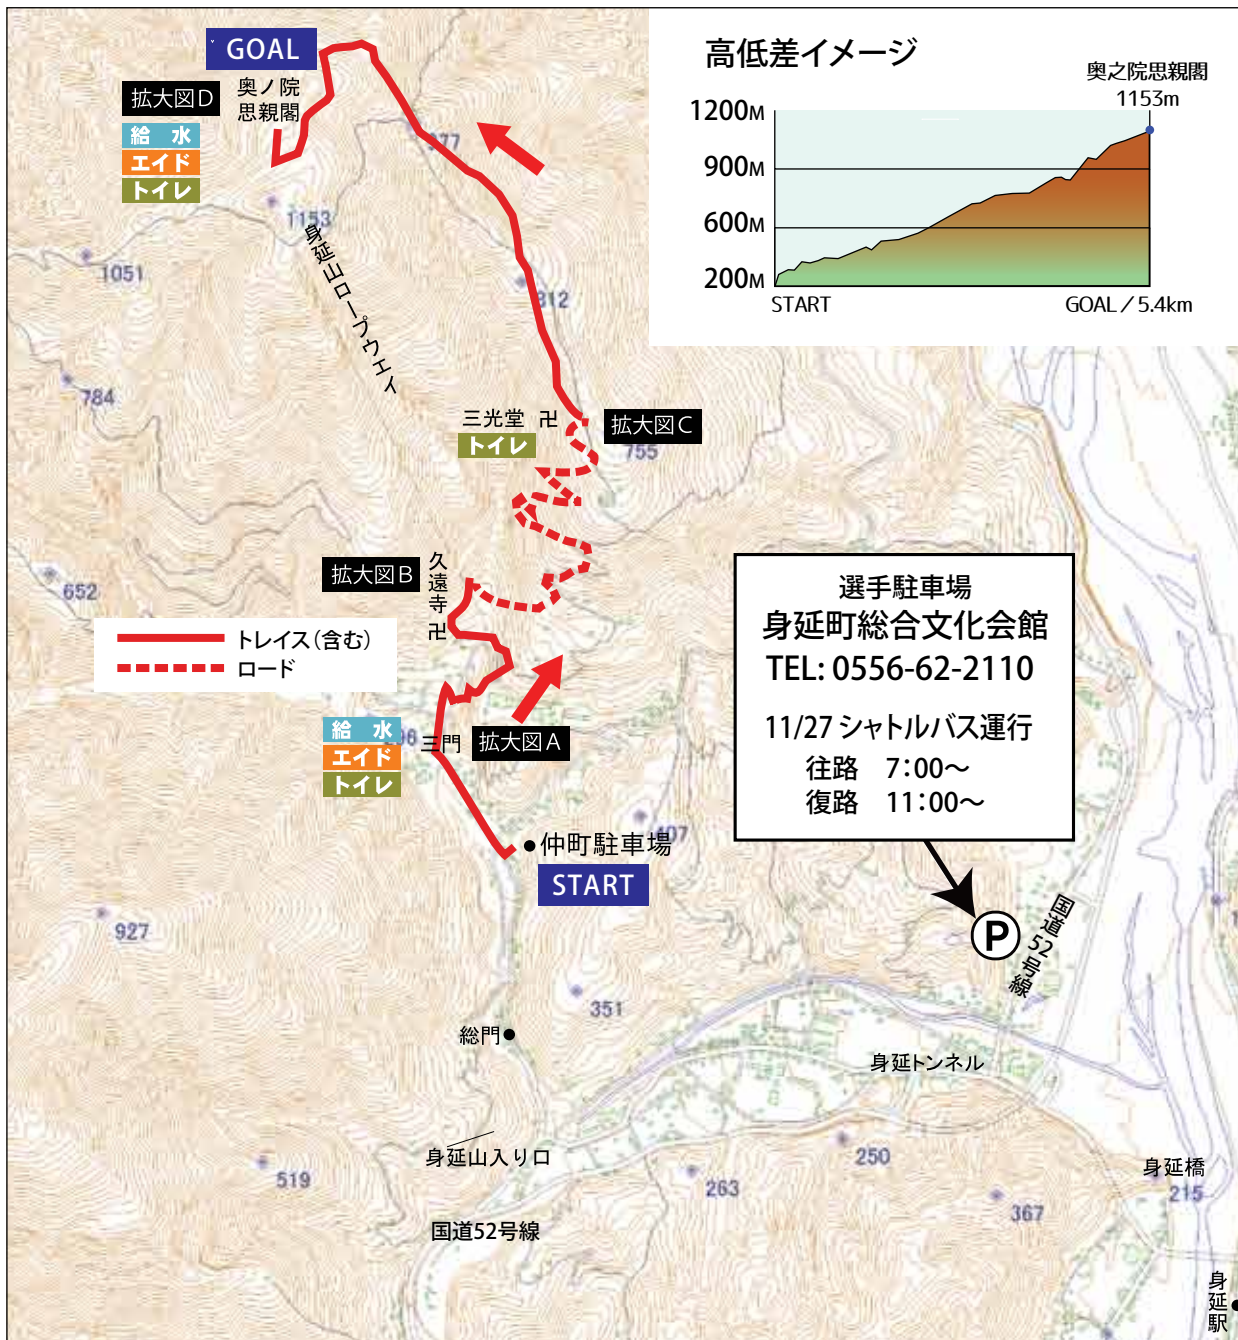 GOAL
奥ノ院
思親閣
拡大図D
給 水
エイド
トイレ
高低差イメージ
奥之院思親閣
1153m
1200M
900M
600M
200M
START
GOAL／5.4km
977
1153
1051
身延山ロープウェイ
812
784
三光堂 卍
トイレ
拡大図C
755
拡大図B
久遠寺 卍
652
トレイス(含む)
ロード
選手駐車場
身延町総合文化会館
TEL: 0556-62-2110
11/27 シャトルバス運行
往路 7:00～
復路 11:00～
給 水
エイド
トイレ
三門
拡大図A
407
仲町駐車場
START
927
P
国道52号線
351
総門
身延トンネル
身延山入り口
519
250
263
身延橋
215
367
国道52号線
身延駅